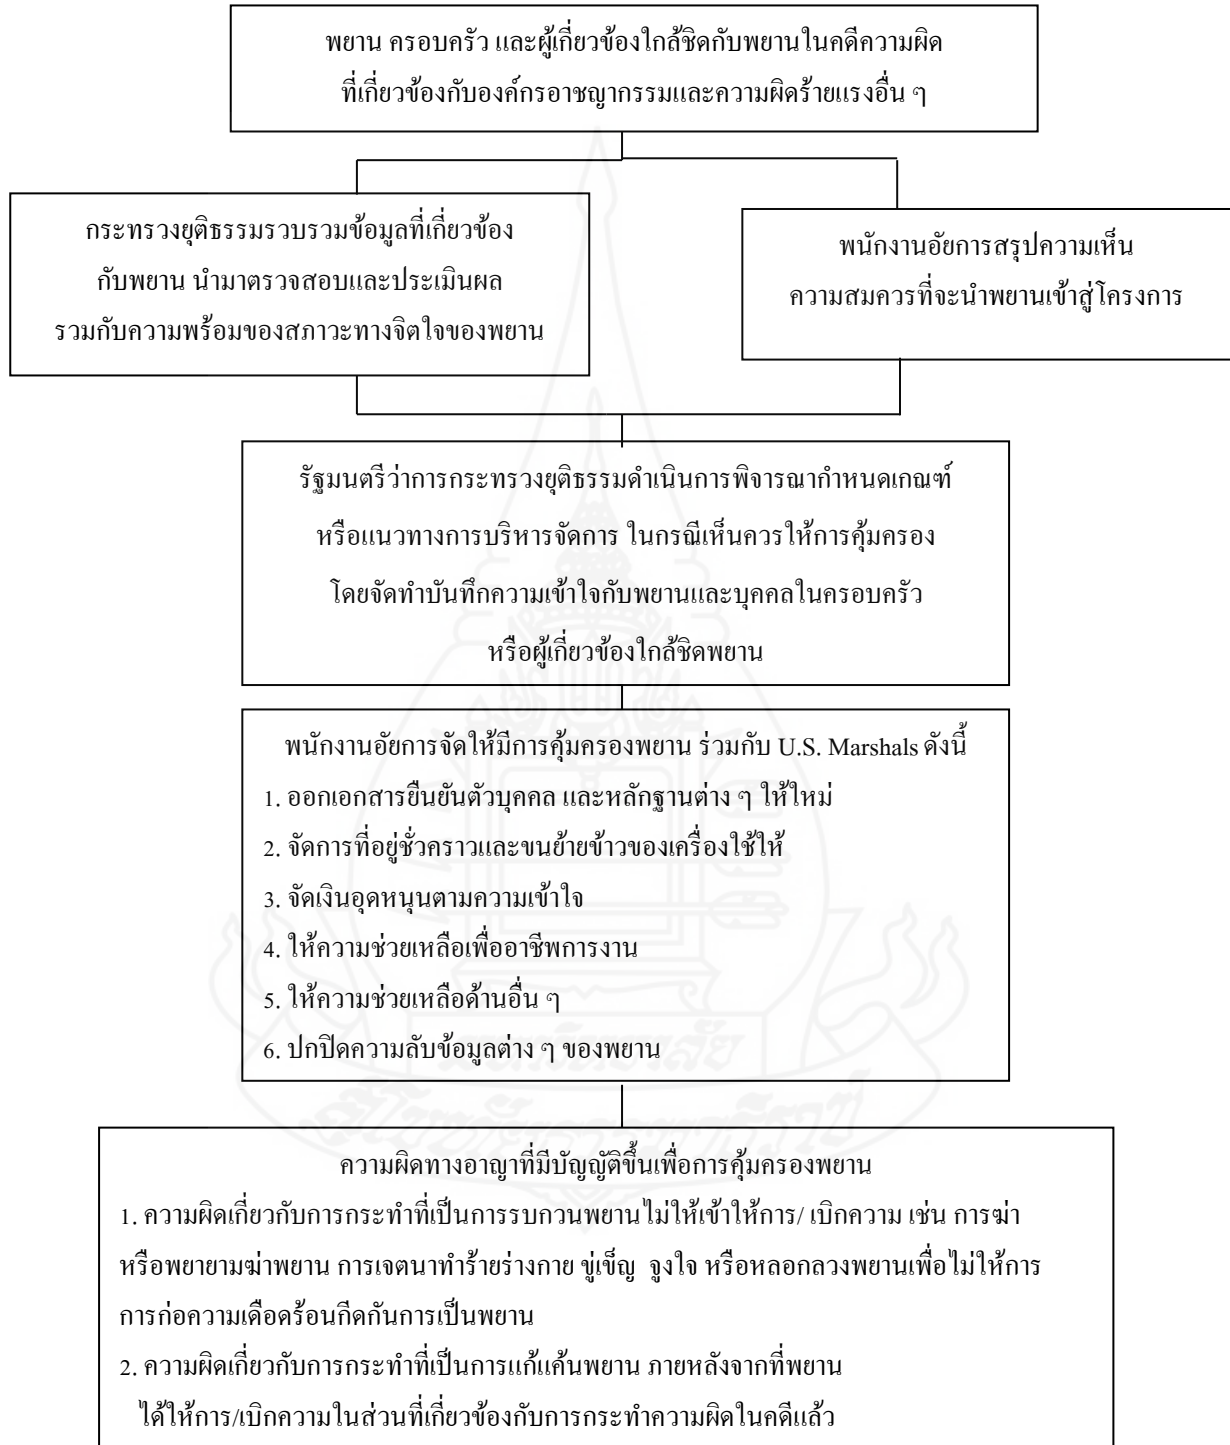 พยาน ครอบครัว และผู้เกี่ยวข้องใกล้ชิดกับพยานในคดีความผิด
ที่เกี่ยวข้องกับองค์กรอาชญากรรมและความผิดร้ายแรงอื่น ๆ
กระทรวงยุติธรรมรวบรวมข้อมูลที่เกี่ยวข้อง
กับพยาน นำมาตรวจสอบและประเมินผล
รวมกับความพร้อมของสภาวะทางจิตใจของพยาน
พนักงานอัยการสรุปความเห็น
ความสมควรที่จะนำพยานเข้าสู่โครงการ
รัฐมนตรีว่าการกระทรวงยุติธรรมดำเนินการพิจารณากำหนดเกณฑ์
หรือแนวทางการบริหารจัดการ ในกรณีเห็นควรให้การคุ้มครอง
โดยจัดทำบันทึกความเข้าใจกับพยานและบุคคลในครอบครัว
หรือผู้เกี่ยวข้องใกล้ชิดพยาน
พนักงานอัยการจัดให้มีการคุ้มครองพยาน ร่วมกับ U.S. Marshals ดังนี้
1. ออกเอกสารยืนยันตัวบุคคล และหลักฐานต่าง ๆ ให้ใหม่
2. จัดการที่อยู่ชั่วคราวและขนย้ายข้าวของเครื่องใช้ให้
3. จัดเงินอุดหนุนตามความเข้าใจ
4. ให้ความช่วยเหลือเพื่ออาชีพการงาน
5. ให้ความช่วยเหลือด้านอื่น ๆ
6. ปกปิดความลับข้อมูลต่าง ๆ ของพยาน
ความผิดทางอาญาที่มีบัญญัติขึ้นเพื่อการคุ้มครองพยาน
1. ความผิดเกี่ยวกับการกระทำที่เป็นการรบกวนพยานไม่ให้เข้าให้การ/ เบิกความ เช่น การฆ่า
หรือพยายามฆ่าพยาน การเจตนาทำร้ายร่างกาย ขู่เข็ญ จูงใจ หรือหลอกลวงพยานเพื่อไม่ให้การ
การก่อความเดือดร้อนกีดกันการเป็นพยาน
2. ความผิดเกี่ยวกับการกระทำที่เป็นการแก้แค้นพยาน ภายหลังจากที่พยาน
ได้ให้การ/เบิกความในส่วนที่เกี่ยวข้องกับการกระทำความผิดในคดีแล้ว
มหาวิทยาลัย
สุโขทัยธรรมาธิราช